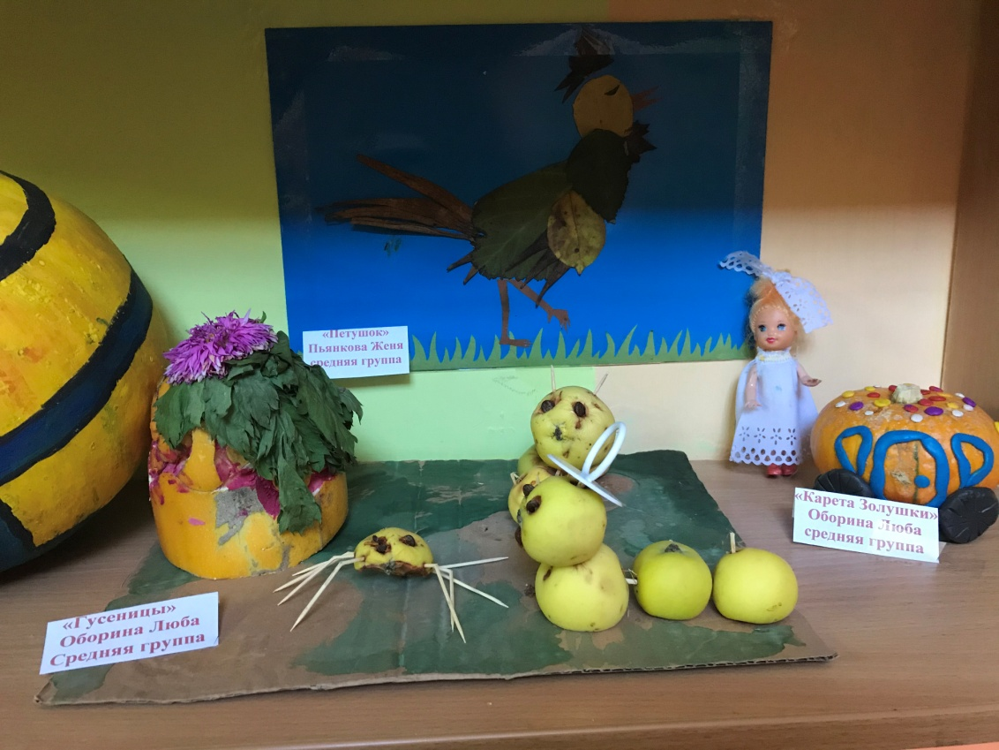 «Петушок»
Пьянкова Женя
средняя группа
«Карета Золушки»
Оборина Люба
средняя группа
«Гусеницы»
Оборина Люба
Средняя группа